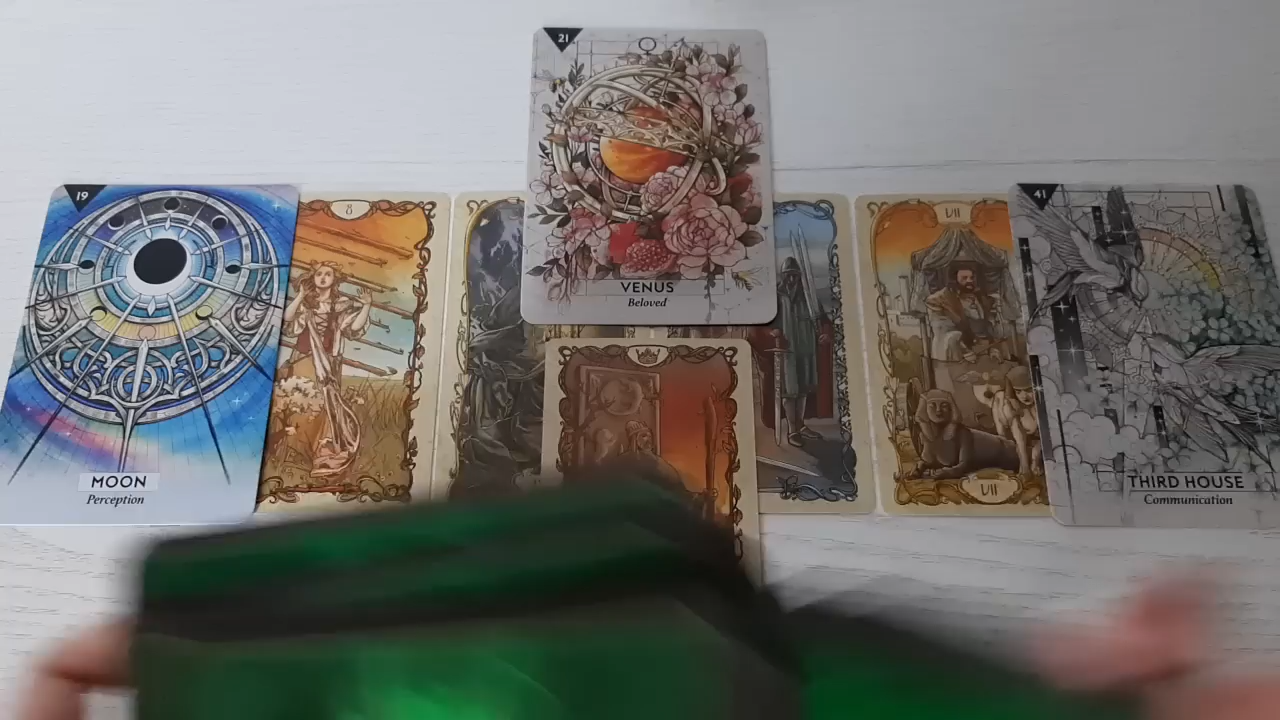 21
VENUS
Beloved
19
MOON
Perception
8
VII
VII
41
THIRD HOUSE
Communication